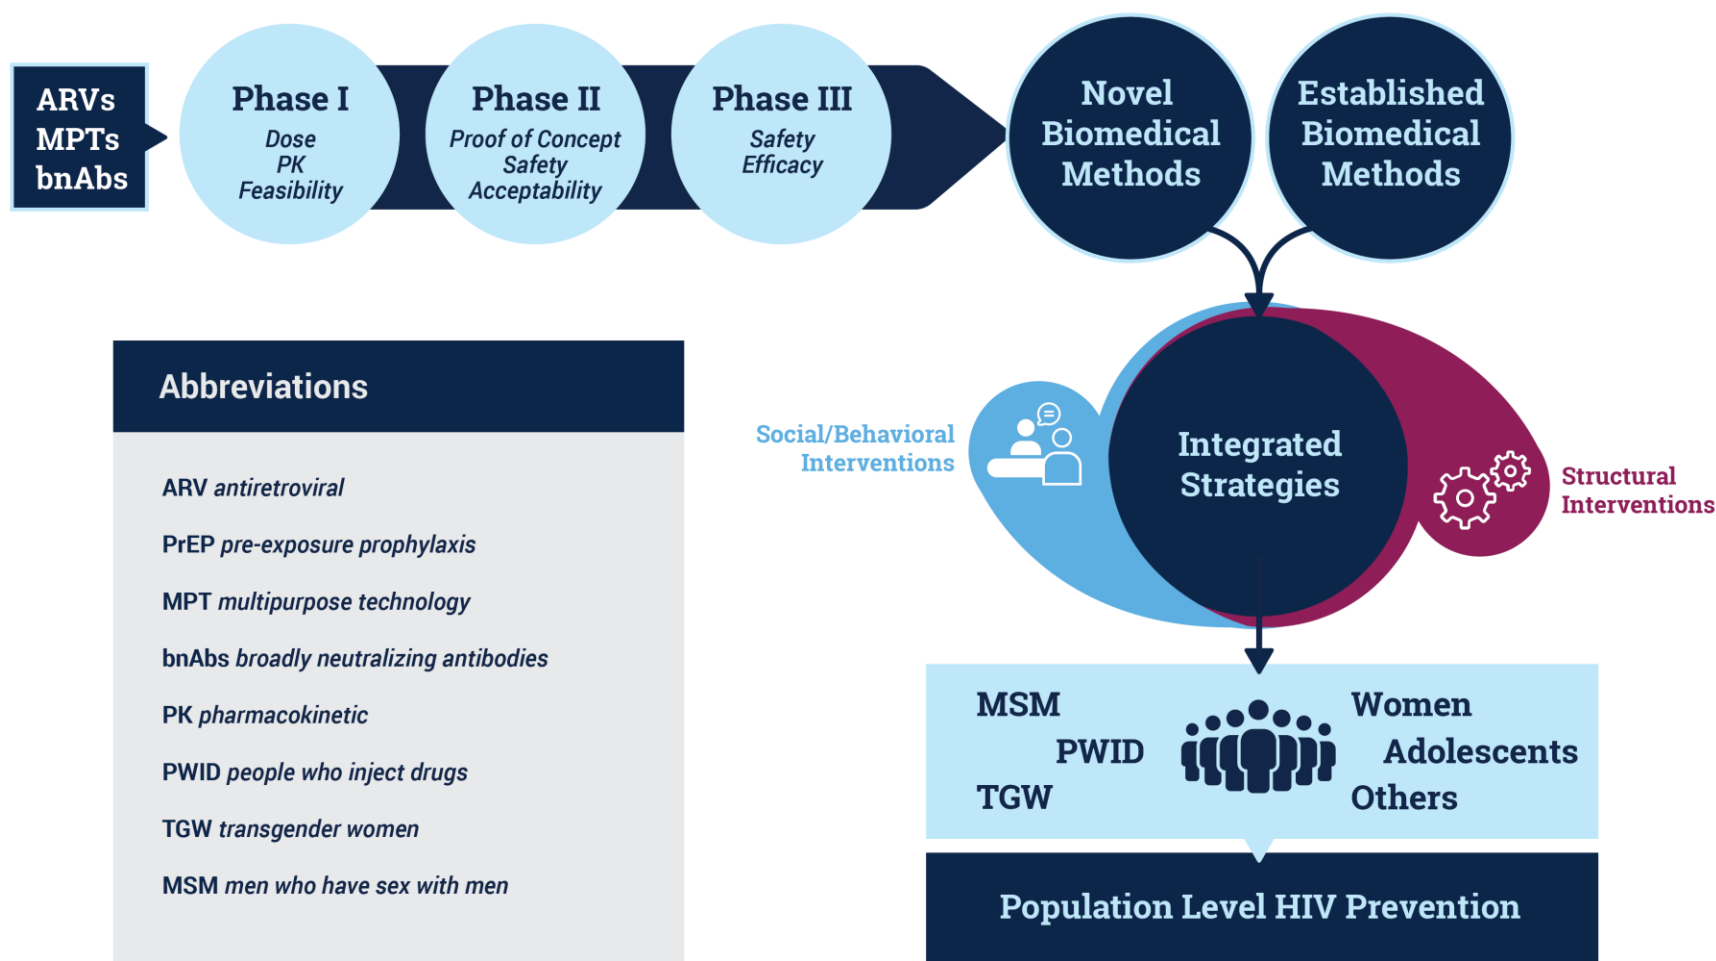 ARVs
MPTs
bnAbs
Phase I
Dose
PK
Feasibility
Phase II
Proof of Concept
Safety
Acceptability
Phase III
Safety
Efficacy
Novel
Biomedical
Methods
Established
Biomedical
Methods
Social/Behavioral
Interventions
Integrated
Strategies
Structural
Interventions
MSM
PWID
TGW
Women
Adolescents
Others
Population Level HIV Prevention
Abbreviations
ARV antiretroviral
PrEP pre-exposure prophylaxis
MPT multipurpose technology
bnAbs broadly neutralizing antibodies
PK pharmacokinetic
PWID people who inject drugs
TGW transgender women
MSM men who have sex with men